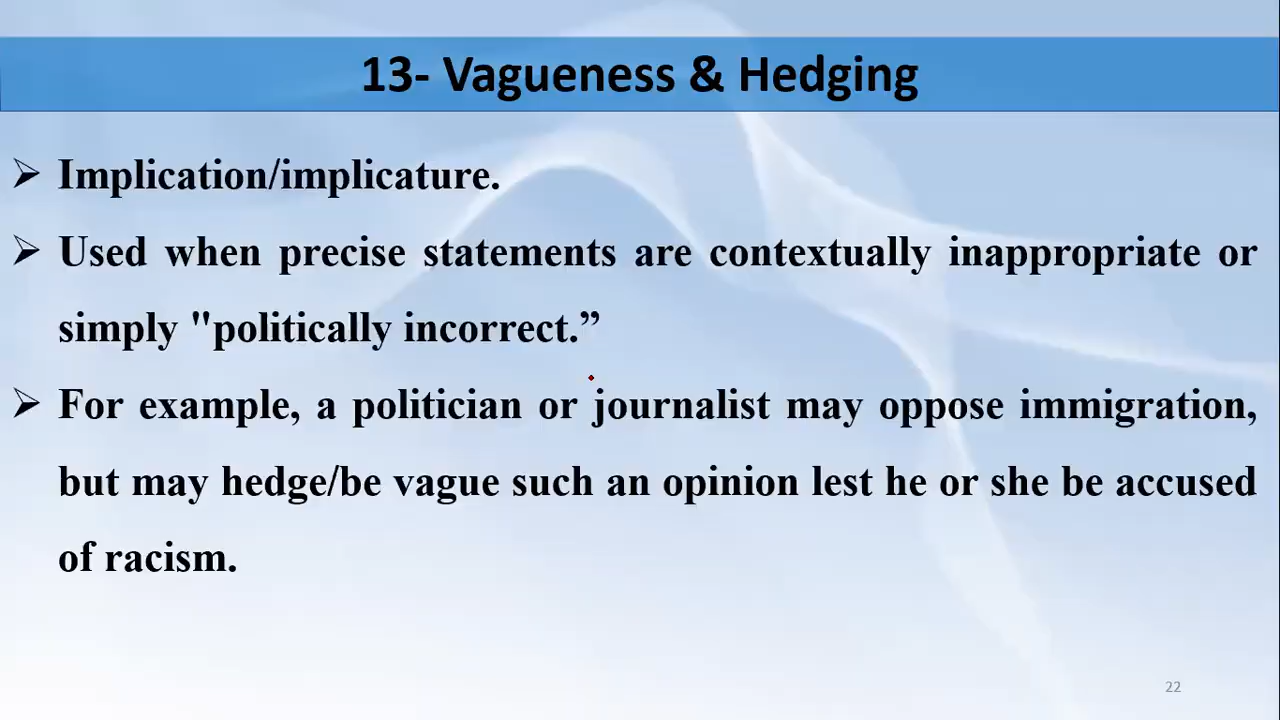 13- Vagueness & Hedging
➢ Implication/implicature.
➢ Used when precise statements are contextually inappropriate or
simply "politically incorrect.”
➢ For example, a politician or journalist may oppose immigration,
but may hedge/be vague such an opinion lest he or she be accused
of racism.
22